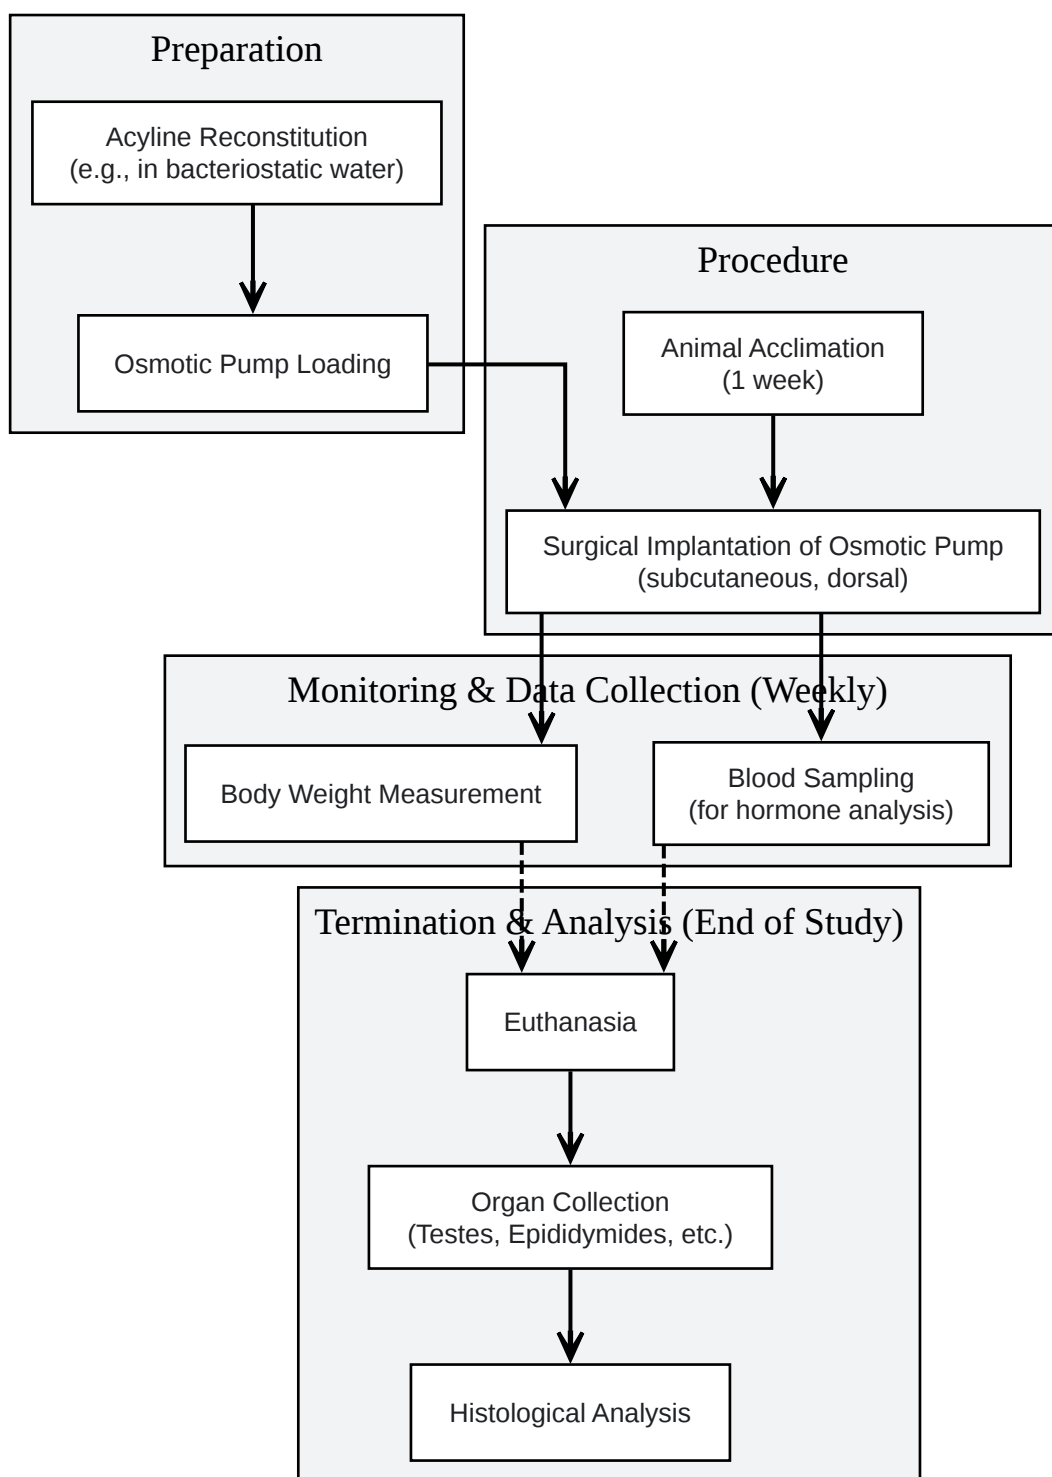 Preparation
Acyline Reconstitution
(e.g., in bacteriostatic water)
Osmotic Pump Loading
Procedure
Animal Acclimation
(1 week)
Surgical Implantation of Osmotic Pump
(subcutaneous, dorsal)
Monitoring & Data Collection (Weekly)
Body Weight Measurement
Blood Sampling
(for hormone analysis)
Termination & Analysis (End of Study)
Euthanasia
Organ Collection
(Testes, Epididymides, etc.)
Histological Analysis